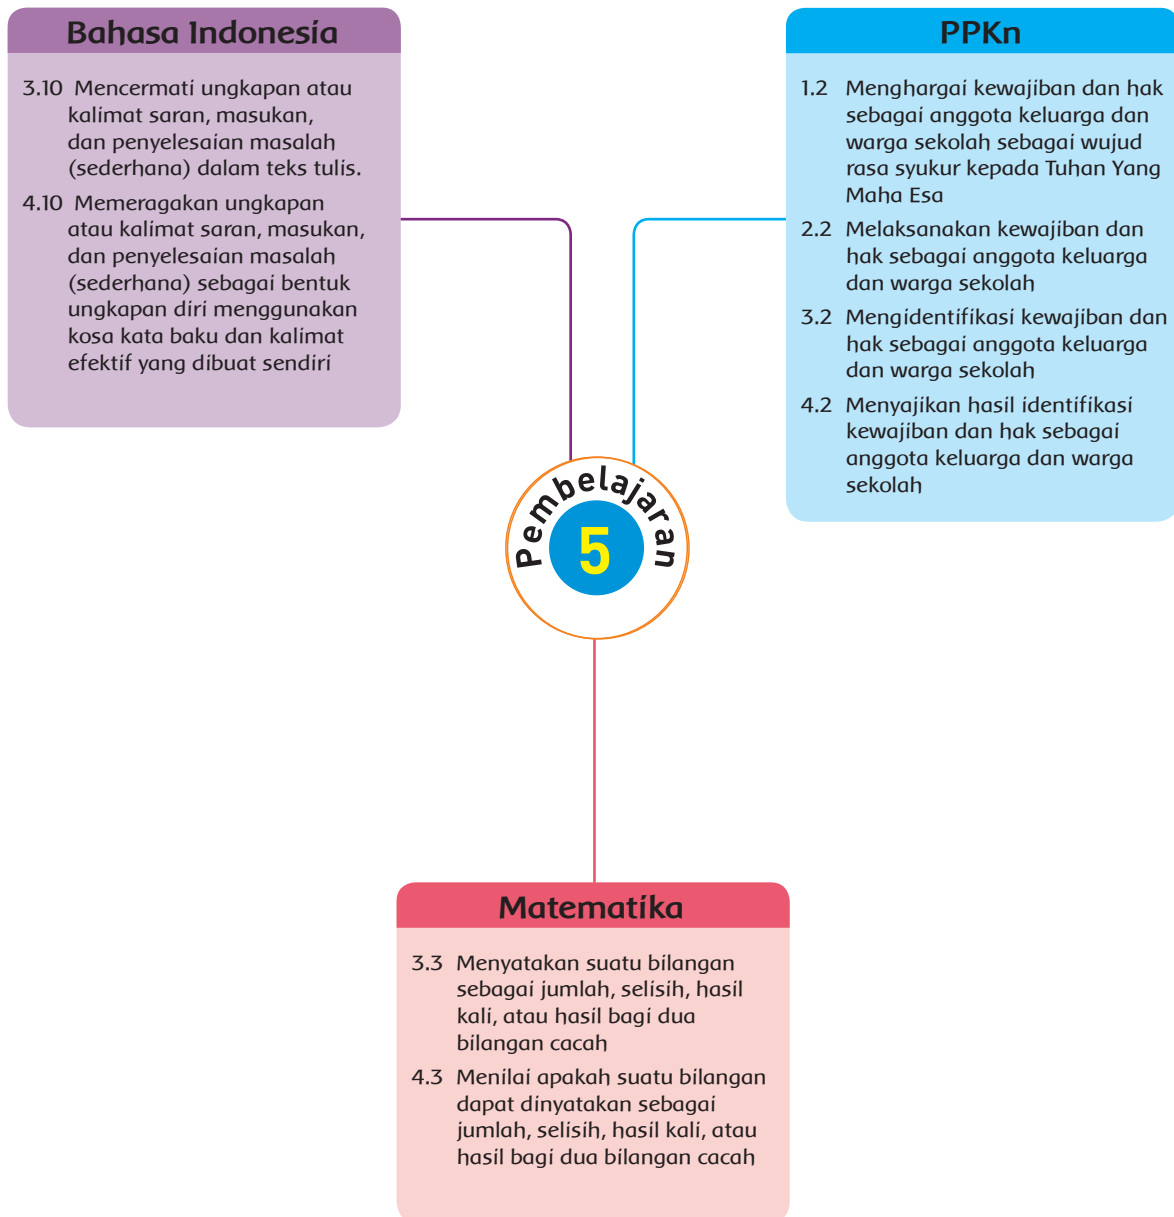 Bahasa Indonesia
3.10 Mencermati ungkapan atau
kalimat saran, masukan,
dan penyelesaian masalah
(sederhana) dalam teks tulis.
4.10 Memeragakan ungkapan
atau kalimat saran, masukan,
dan penyelesaian masalah
(sederhana) sebagai bentuk
ungkapan diri menggunakan
kosa kata baku dan kalimat
efektif yang dibuat sendiri
PPKn
1.2 Menghargai kewajiban dan hak
sebagai anggota keluarga dan
warga sekolah sebagai wujud
rasa syukur kepada Tuhan Yang
Maha Esa
2.2 Melaksanakan kewajiban dan
hak sebagai anggota keluarga
dan warga sekolah
3.2 Mengidentifikasi kewajiban dan
hak sebagai anggota keluarga
dan warga sekolah
4.2 Menyajikan hasil identifikasi
kewajiban dan hak sebagai
anggota keluarga dan warga
sekolah
Pembelajaran
5
Matematika
3.3 Menyatakan suatu bilangan
sebagai jumlah, selisih, hasil
kali, atau hasil bagi dua
bilangan cacah
4.3 Menilai apakah suatu bilangan
dapat dinyatakan sebagai
jumlah, selisih, hasil kali, atau
hasil bagi dua bilangan cacah